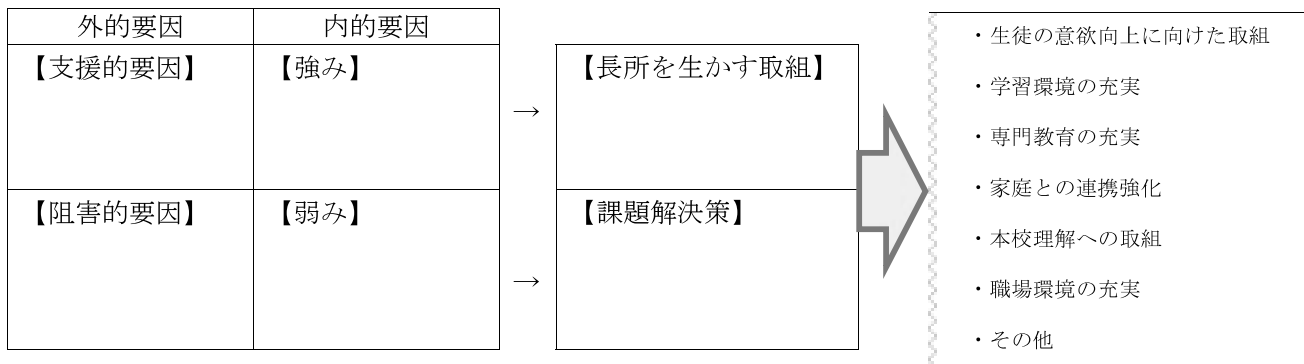 外的要因 内的要因
【支援的要因】 【強み】
→
【長所を生かす取組】
【阻害的要因】 【弱み】
→
【課題解決策】
・生徒の意欲向上に向けた取組
・学習環境の充実
・専門教育の充実
・家庭との連携強化
・本校理解への取組
・職場環境の充実
・その他